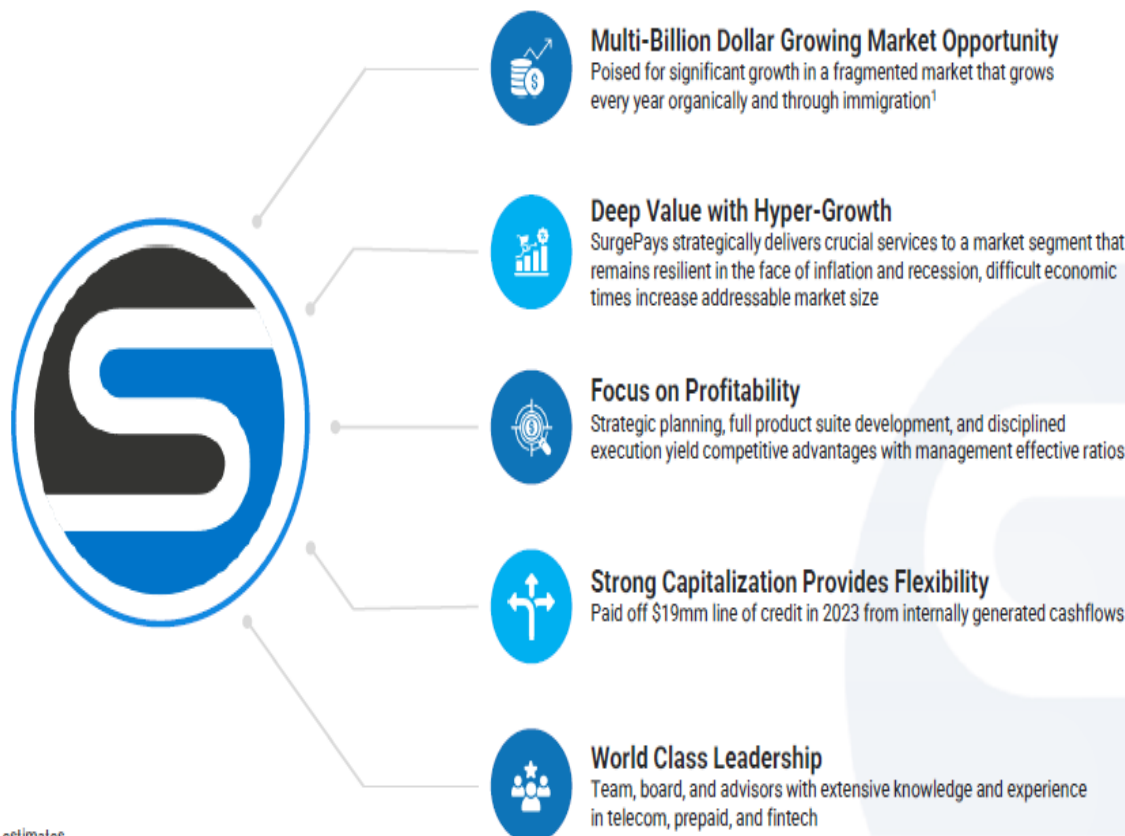 Multi-Billion Dollar Growing Market Opportunity
Poised for significant growth in a fragmented market that grows
every year organically and through immigration¹
Deep Value with Hyper-Growth
SurgePays strategically delivers crucial services to a market segment that
remains resilient in the face of inflation and recession, difficult economic
times increase addressable market size
Focus on Profitability
Strategic planning, full product suite development, and disciplined
execution yield competitive advantages with management effective ratios
Strong Capitalization Provides Flexibility
Paid off $19mm line of credit in 2023 from internally generated cashflows
World Class Leadership
Team, board, and advisors with extensive knowledge and experience
in telecom, prepaid, and fintech
estimates